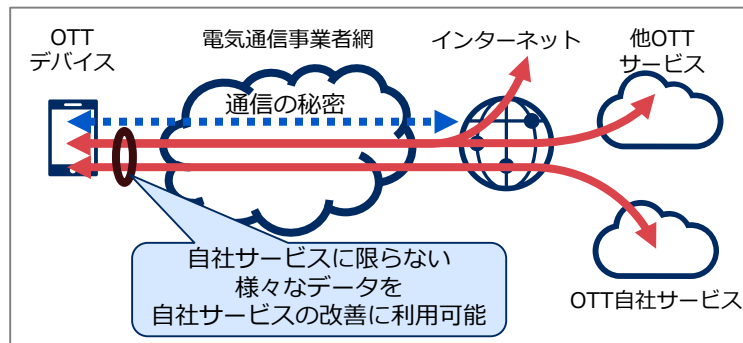 OTT
デバイス
電気通信事業者網
インターネット
他OTT
サービス
通信の秘密
自社サービスに限らない
様々なデータを
自社サービスの改善に利用可能
OTT自社サービス